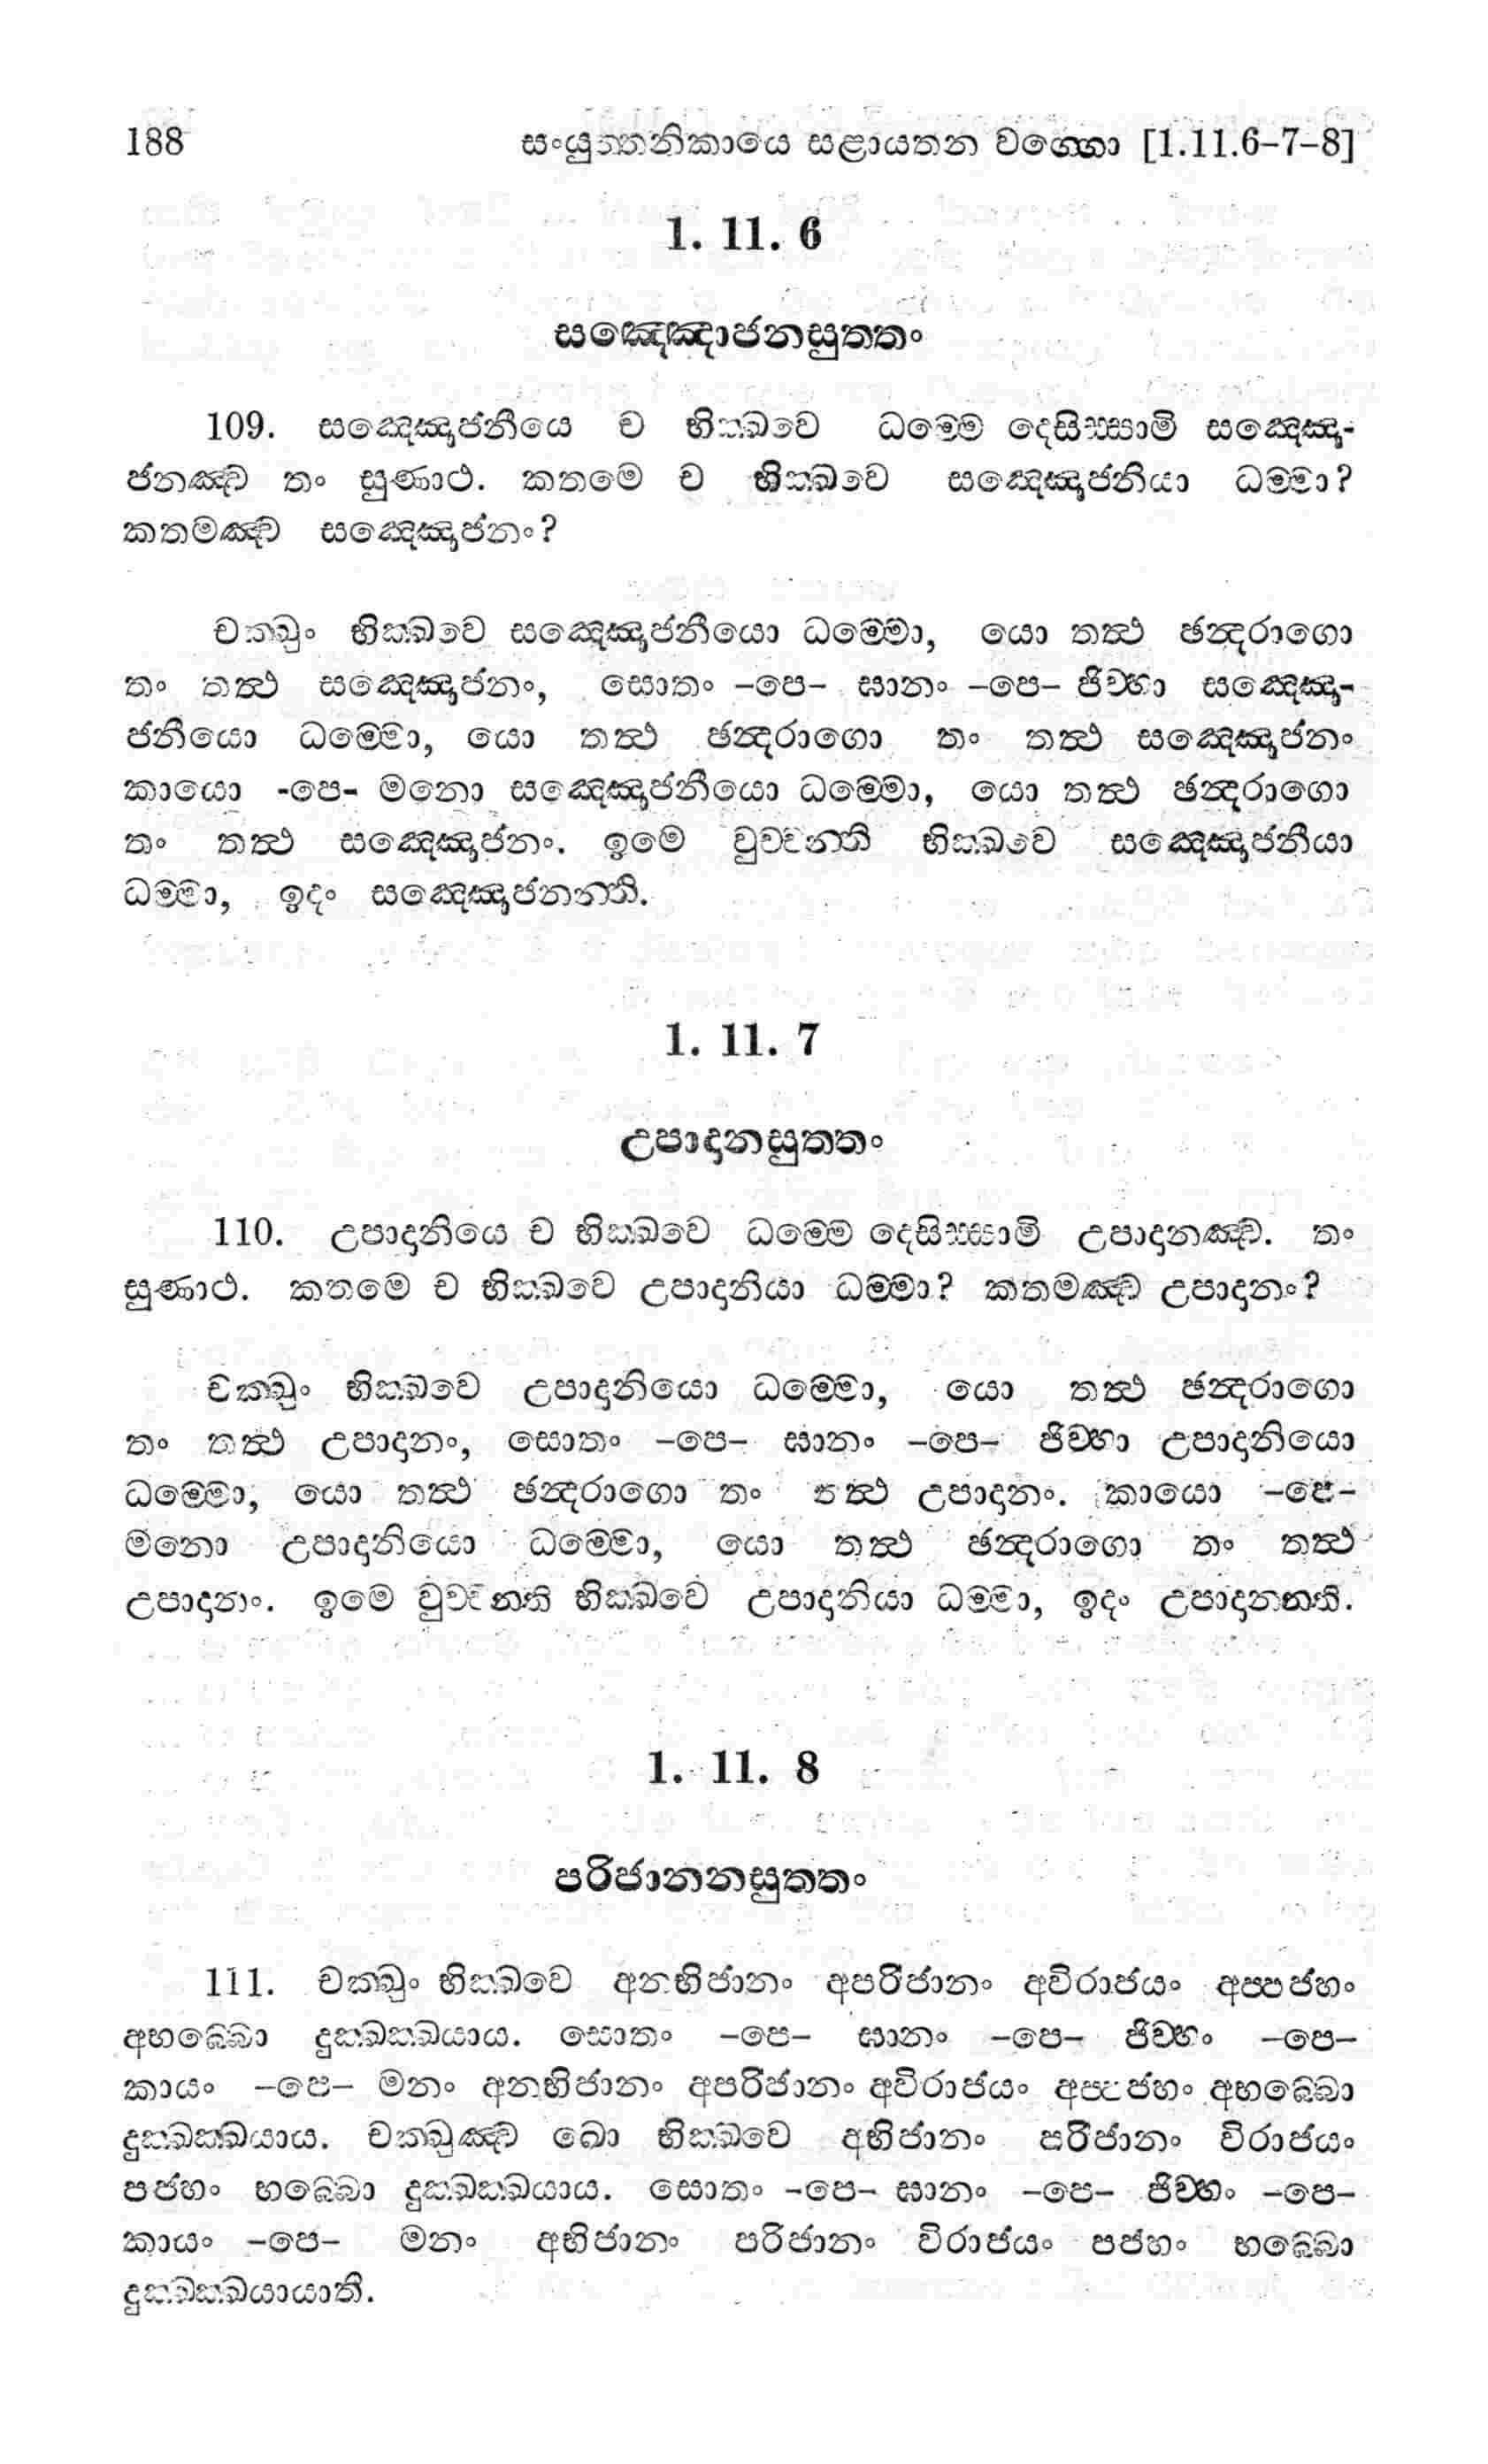 188 සංයුත්තනිකායෙ සළායතන වග්ගො [1.11.6–7–8]
1. 11. 6
සඤ්ඤොජනසුත්තං
109. සඤ්ඤොජනීයෙ ච භික්ඛවෙ ධම්මෙ දෙසිස්සාමි සඤ්ඤො-
ජනඤ්ච තං සුණාථ. කතමෙ ච භික්ඛවෙ සඤ්ඤොජනියා ධම්මා?
කතමඤ්ච සඤ්ඤොජනං?
චක්ඛුං භික්ඛවෙ සඤ්ඤොජනීයො ධම්මො, යො තත්ථ ඡන්දරාගො
තං තත්ථ සඤ්ඤොජනං, සොතං –පෙ– ඝානං –පෙ– ජිව්හා සඤ්ඤො-
ජනීයො ධම්මො, යො තත්ථ ඡන්දරාගො තං තත්ථ සඤ්ඤොජනං
කායො -පෙ- මනො සඤ්ඤොජනීයො ධම්මො, යො තත්ථ ඡන්දරාගො
තං තත්ථ සඤ්ඤොජනං. ඉමෙ වුච්චන්ති භික්ඛවෙ සඤ්ඤොජනීයා
ධම්මා, ඉදං සඤ්ඤොජනන්ති.
1. 11. 7
උපාදානසුත්තං
110. උපාදානියෙ ච භික්ඛවෙ ධම්මෙ දෙසිස්සාමි උපාදානඤ්ච. තං
සුණාථ. කතමෙ ච භික්ඛවෙ උපාදානියා ධම්මා? කතමඤ්ච උපාදානං?
චක්ඛුං භික්ඛවෙ උපාදානියො ධම්මො, යො තත්ථ ඡන්දරාගො
තං තත්ථ උපාදානං, සොතං –පෙ– ඝානං –පෙ– ජිව්හා උපාදානියො
ධම්මො, යො තත්ථ ඡන්දරාගො තං තත්ථ උපාදානං. කායො –පෙ–
මනො උපාදානියො ධම්මො, යො තත්ථ ඡන්දරාගො තං තත්ථ
උපාදානං. ඉමෙ වුච්චන්ති භික්ඛවෙ උපාදානියා ධම්මා, ඉදං උපාදානන්ති.
1. 11. 8
පරිජානනසුත්තං
111. චක්ඛුං භික්ඛවෙ අනභිජානං අපරිජානං අවිරාජයං අප්පජහං
අභබ්බො දුක්ඛක්ඛයාය. සොතං –පෙ– ඝානං –පෙ– ජිව්හං –පෙ–
කායං –පෙ– මනං අනභිජානං අපරිජානං අවිරාජයං අප්පජහං අභබ්බො
දුක්ඛක්ඛයාය. චක්ඛුඤ්ච ඛො භික්ඛවෙ අභිජානං පරිජානං විරාජයං
පජහං භබ්බො දුක්ඛක්ඛයාය. සොතං –පෙ– ඝානං –පෙ– ජිව්හං –පෙ–
කායං –පෙ– මනං අභිජානං පරිජානං විරාජයං පජහං භබ්බො
දුක්ඛක්ඛයායාති.